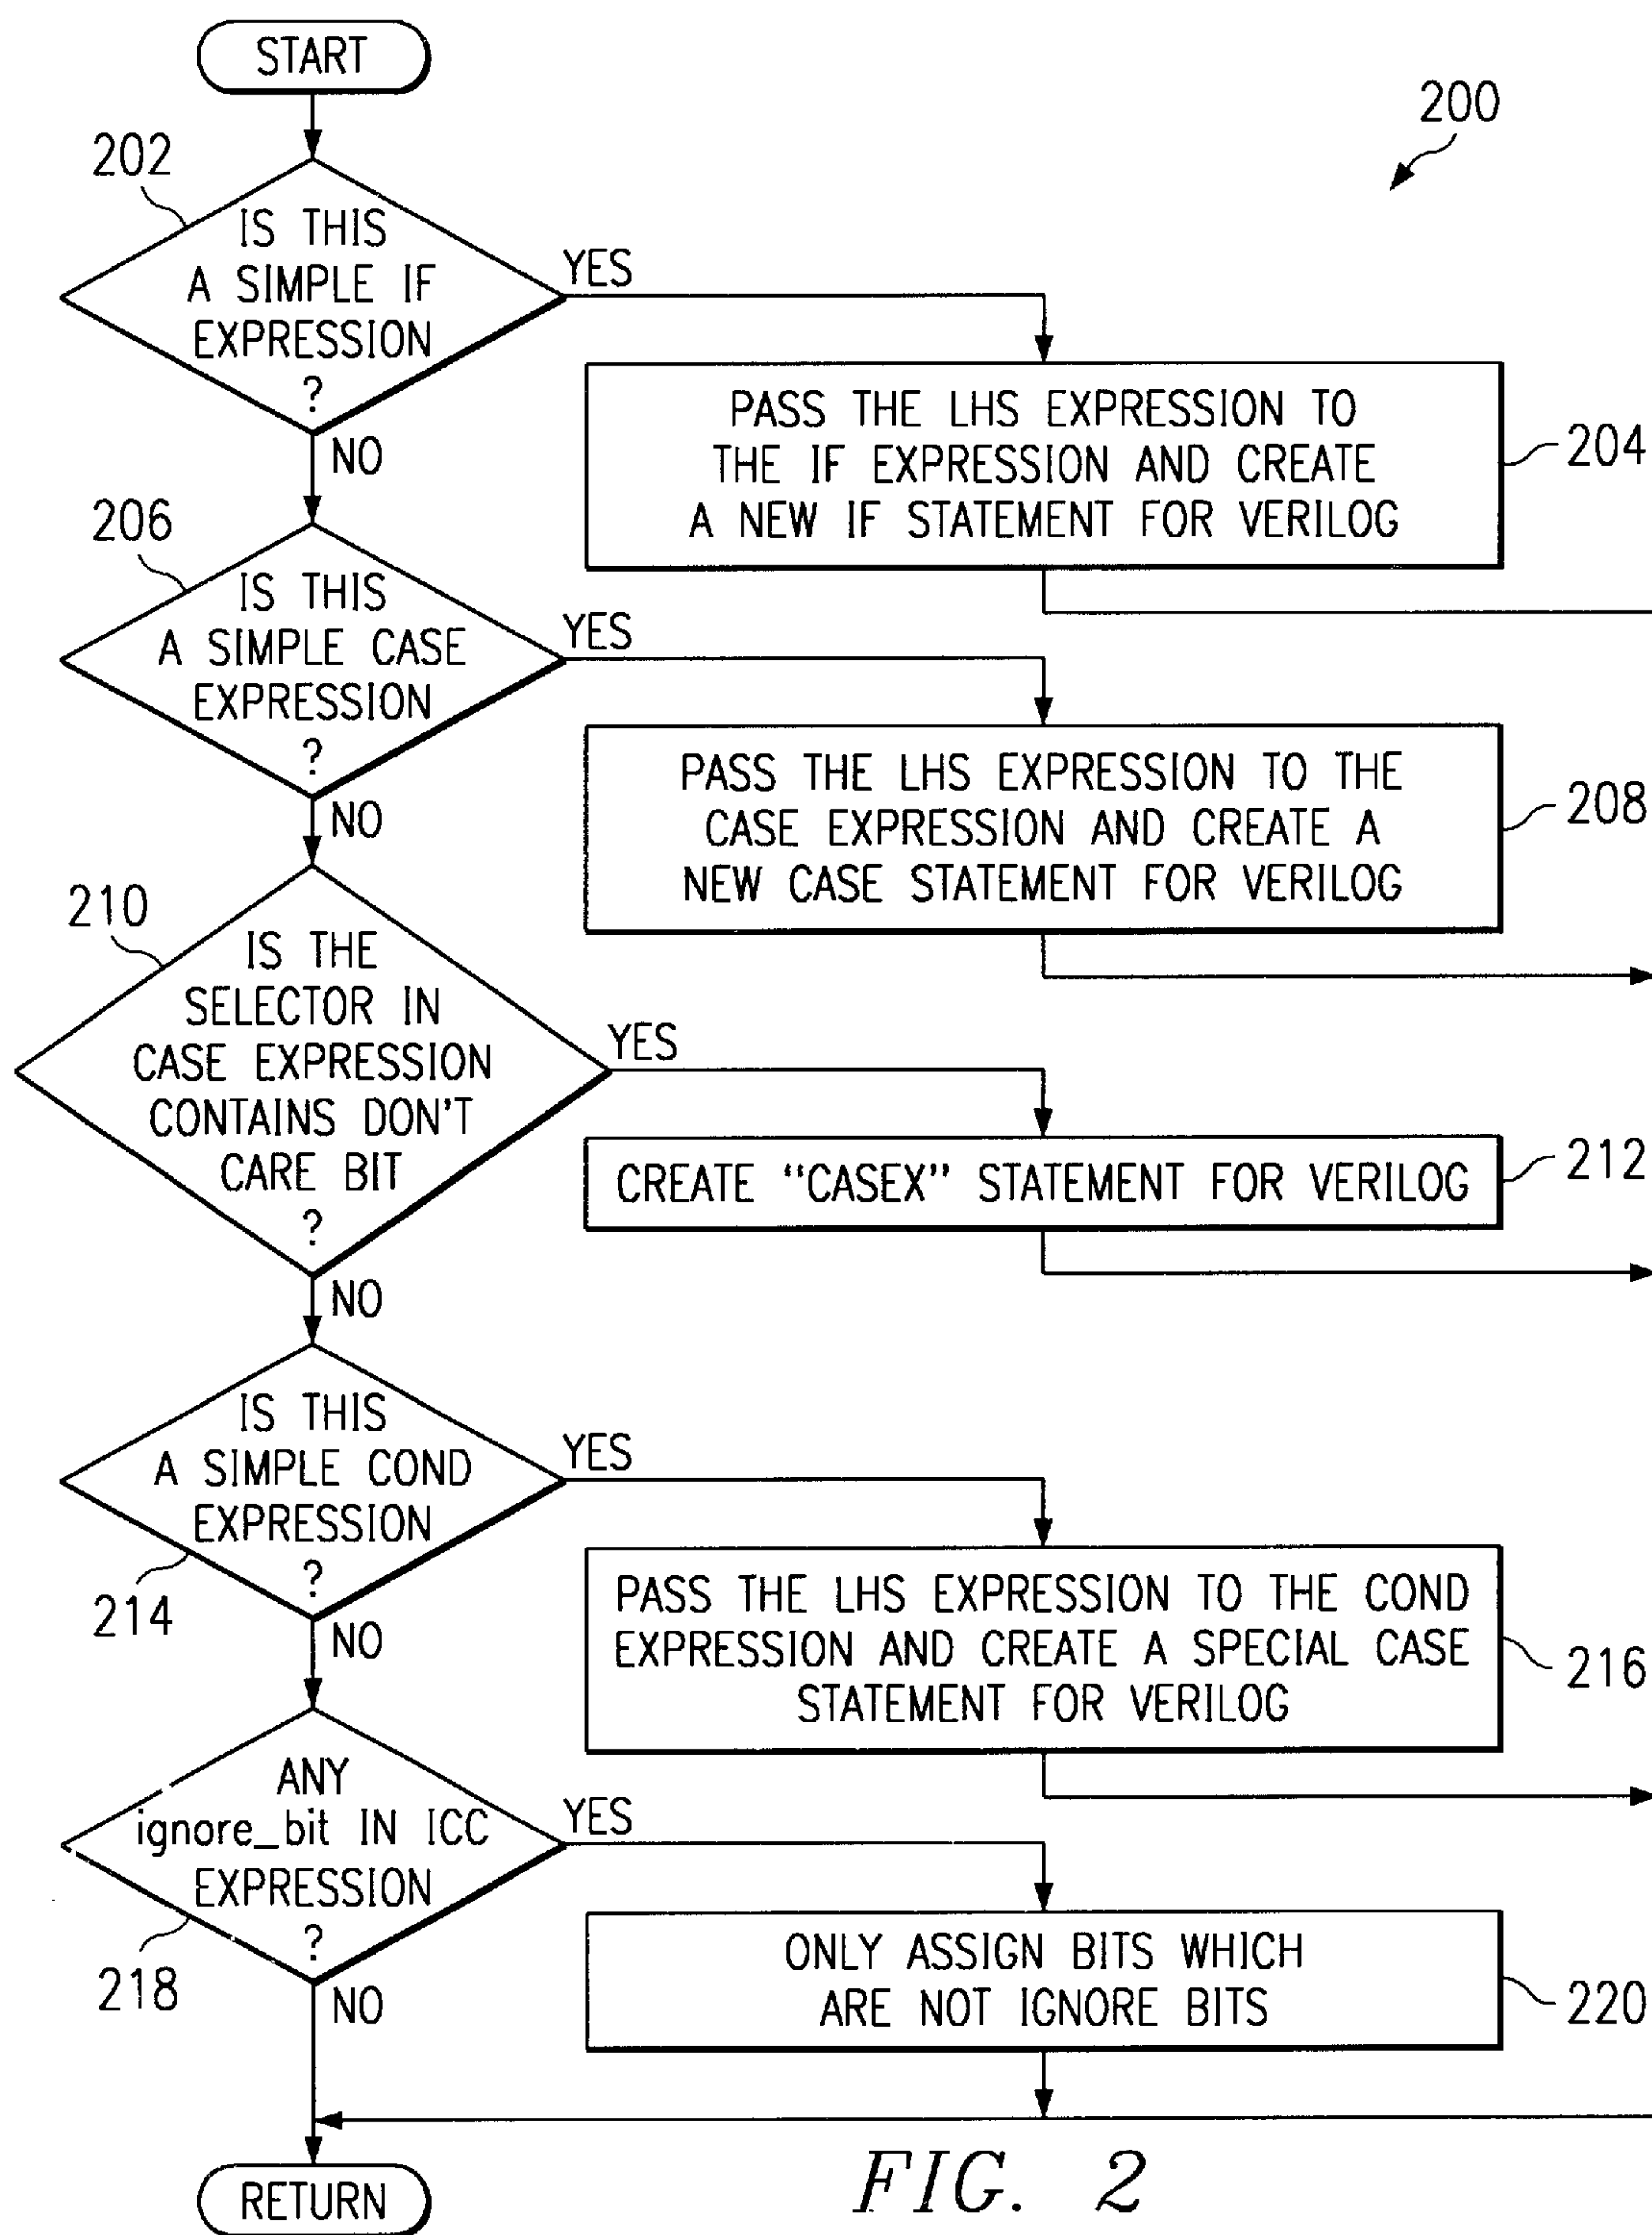 START
200
202
IS THIS
A SIMPLE IF
EXPRESSION
?
YES
NO
PASS THE LHS EXPRESSION TO
THE IF EXPRESSION AND CREATE
A NEW IF STATEMENT FOR VERILOG
204
206
IS THIS
A SIMPLE CASE
EXPRESSION
?
YES
NO
PASS THE LHS EXPRESSION TO THE
CASE EXPRESSION AND CREATE A
NEW CASE STATEMENT FOR VERILOG
208
210
IS THE
SELECTOR IN
CASE EXPRESSION
CONTAINS DON'T
CARE BIT
?
YES
NO
CREATE "CASEX" STATEMENT FOR VERILOG
212
IS THIS
A SIMPLE COND
EXPRESSION
?
214
YES
NO
PASS THE LHS EXPRESSION TO THE COND
EXPRESSION AND CREATE A SPECIAL CASE
STATEMENT FOR VERILOG
216
ANY
ignore_bit IN ICC
EXPRESSION
?
218
YES
NO
ONLY ASSIGN BITS WHICH
ARE NOT IGNORE BITS
220
RETURN
FIG. 2